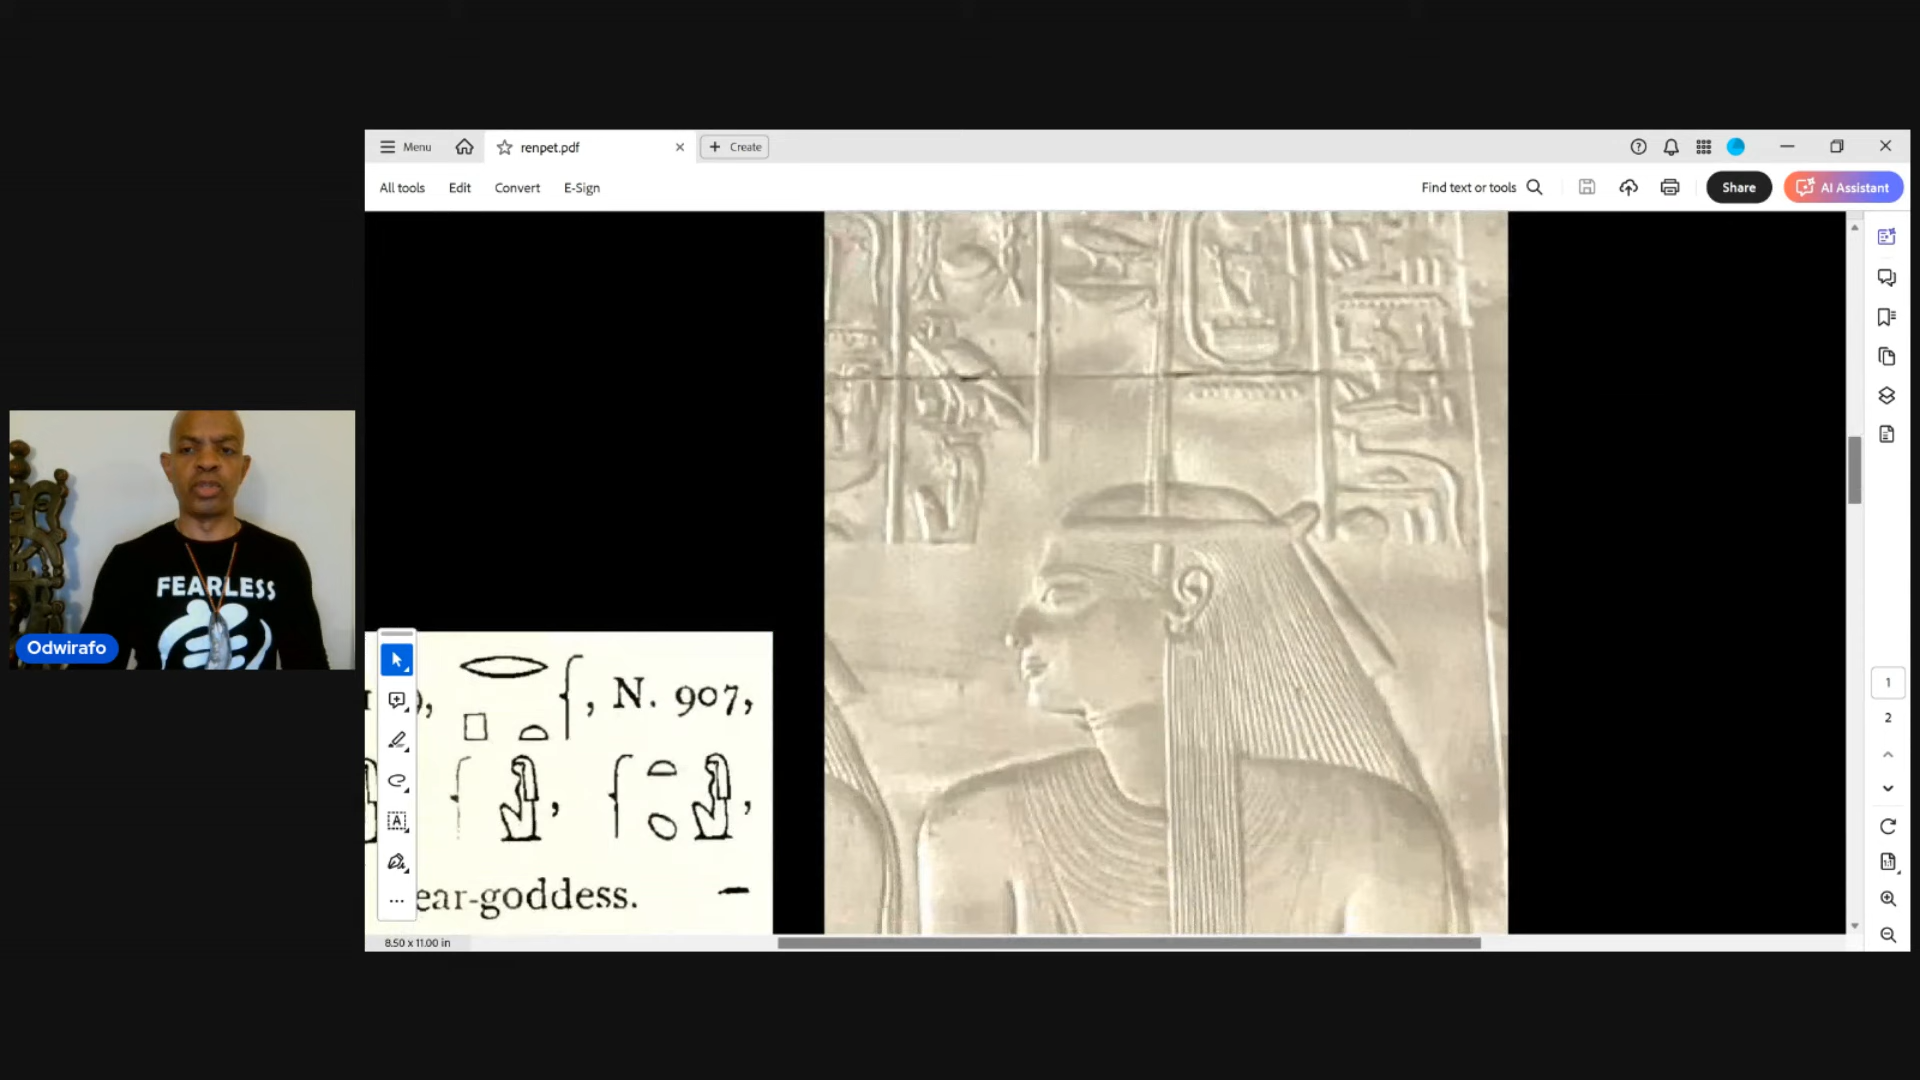 Menu
renpet.pdf
Create
All tools
Edit
Convert
E-Sign
Find text or tools
Share
AI Assistant
FEARLESS
Odwirafo
, N. 907,
ear-goddess.
1
2
8.50 x 11.00 in